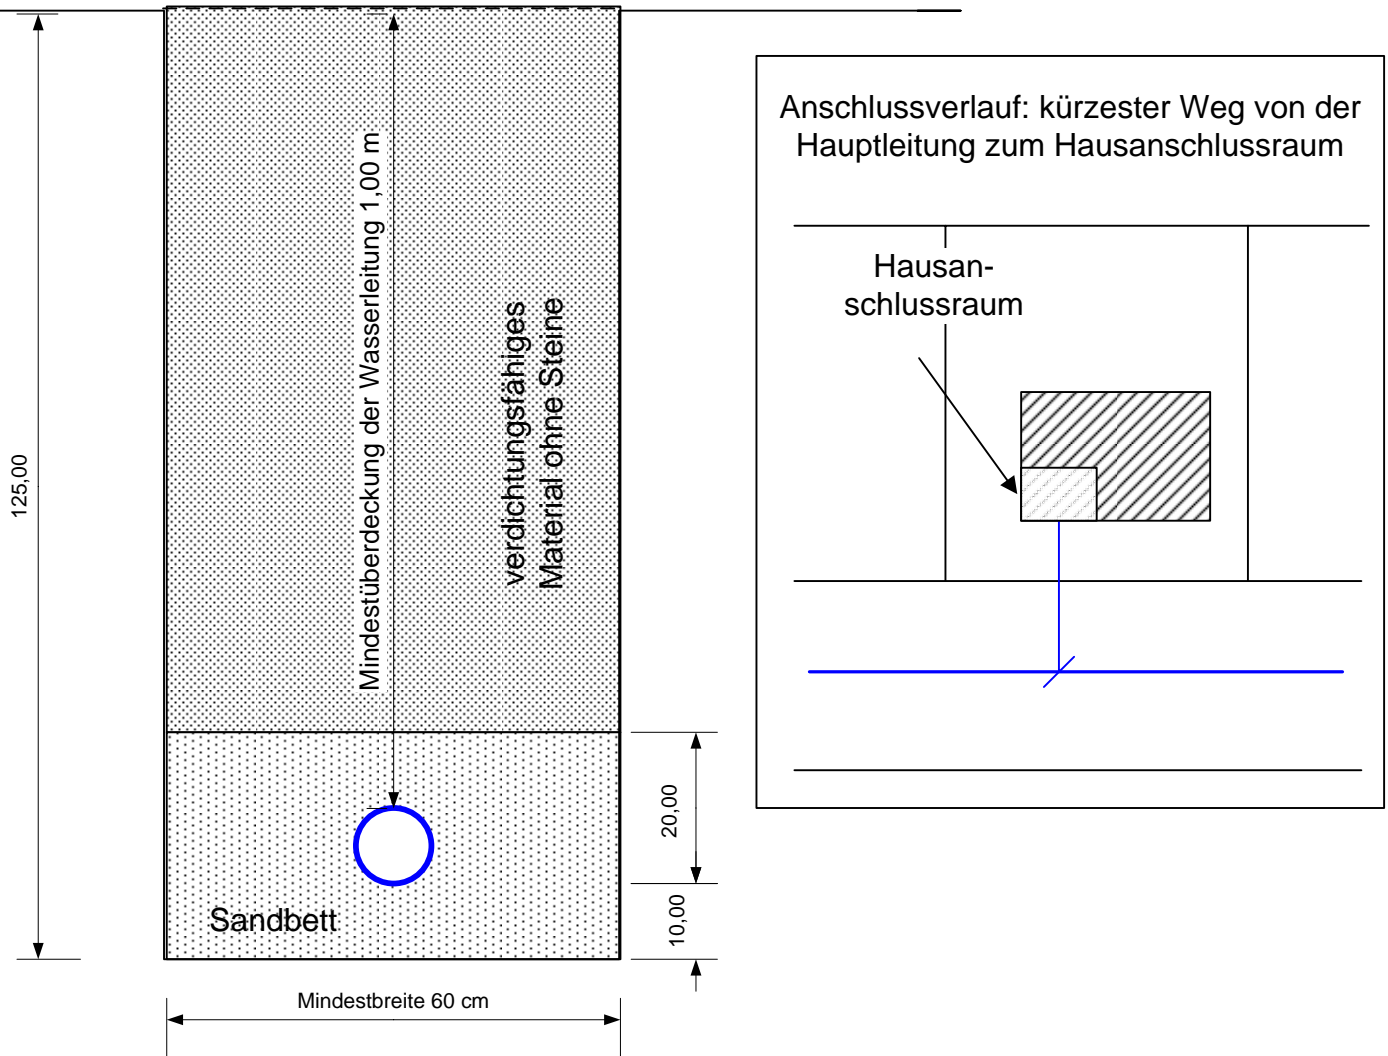 125,00
Mindestüberdeckung der Wasserleitung 1,00 m
verdichtungsfähiges
Material ohne Steine
Sandbett
20,00
10,00
Mindestbreite 60 cm
Anschlussverlauf: kürzester Weg von der
Hauptleitung zum Hausanschlussraum
Hausan-
schlussraum